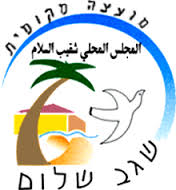 מועצה מקומית
المجلس المحلي شقيب السلام
שגב שלום